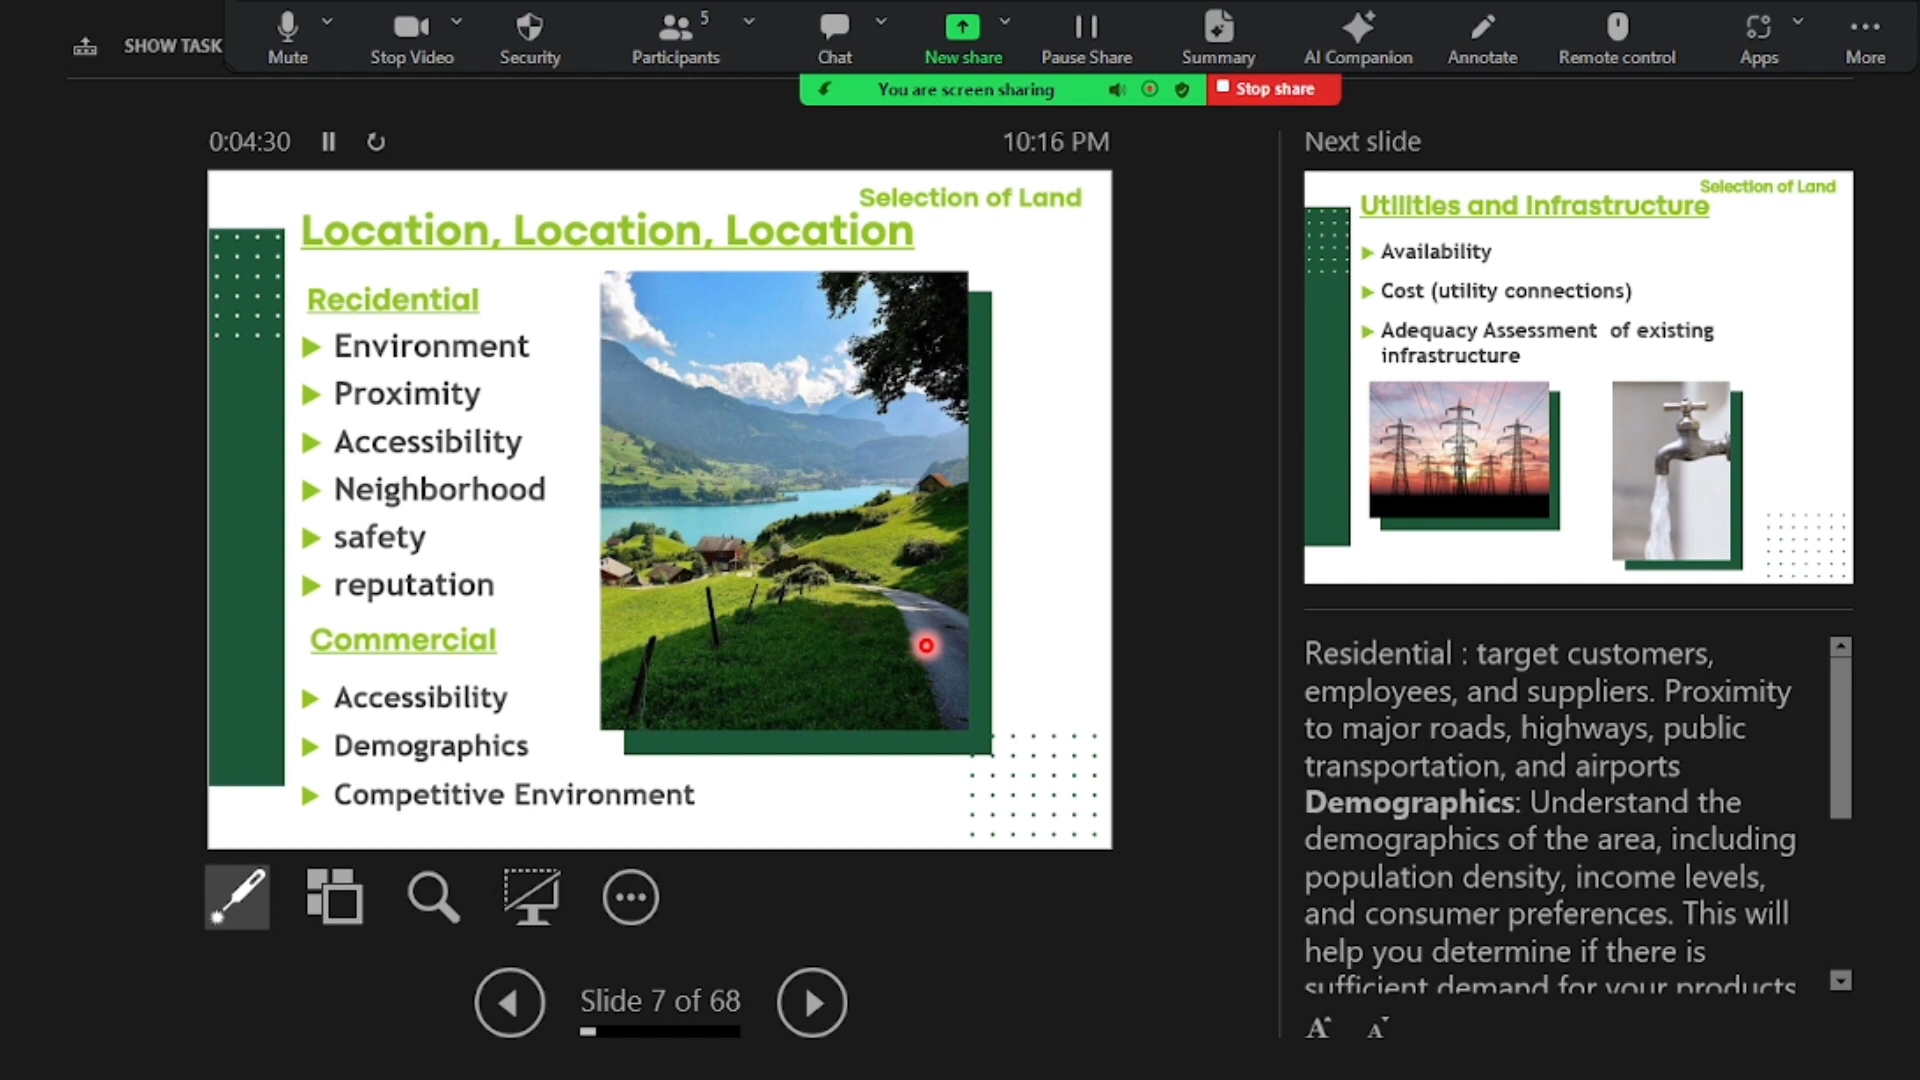 SHOW TASK
Mute
Stop Video
Security
5
Participants
Chat
New share
Pause Share
Summary
AI Companion
Annotate
Remote control
Apps
More
You are screen sharing
Stop share
0:04:30
10:16 PM
Selection of Land
Location, Location, Location
Recidential
Environment
Proximity
Accessibility
Neighborhood
safety
reputation
Commercial
Accessibility
Demographics
Competitive Environment
Slide 7 of 68
Next slide
Selection of Land
Utilities and Infrastructure
Availability
Cost (utility connections)
Adequacy Assessment of existing
infrastructure
Residential : target customers,
employees, and suppliers. Proximity
to major roads, highways, public
transportation, and airports
Demographics: Understand the
demographics of the area, including
population density, income levels,
and consumer preferences. This will
help you determine if there is
sufficient demand for your products
A A